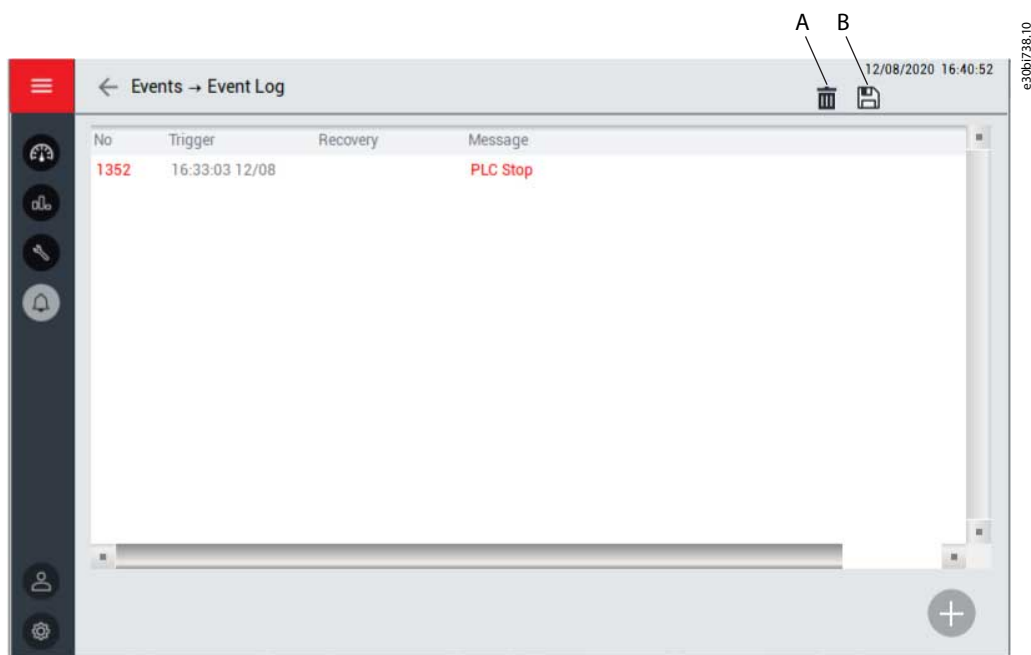 A B
e30bi738.10
12/08/2020 16:40:52
← Events → Event Log
No Trigger Recovery Message
1352 16:33:03 12/08 PLC Stop